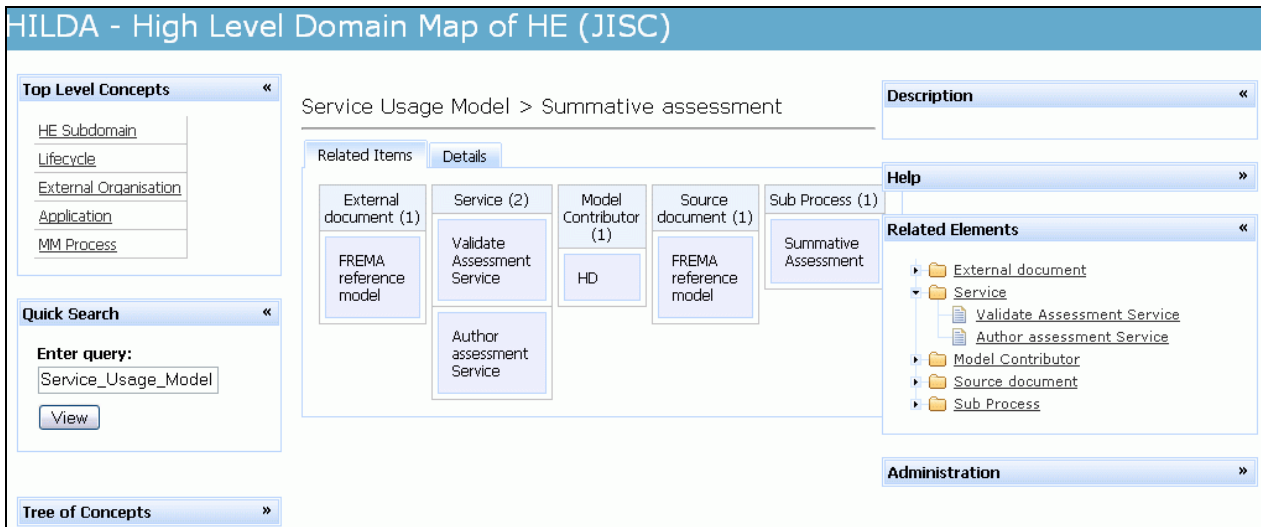 HILDA - High Level Domain Map of HE (JISC)
Top Level Concepts «
HE Subdomain
Lifecycle
External Organisation
Application
MM Process
Quick Search «
Enter query:
Service_Usage_Model
View
Tree of Concepts »
Service Usage Model > Summative assessment
Related Items Details
External
document (1)
FREMA
reference
model
Service (2)
Validate
Assessment
Service
Author
assessment
Service
Model
Contributor
(1)
HD
Source
document (1)
FREMA
reference
model
Sub Process (1)
Summative
Assessment
Description «
Help »
Related Elements «
External document
Service
Validate Assessment Service
Author assessment Service
Model Contributor
Source document
Sub Process
Administration »